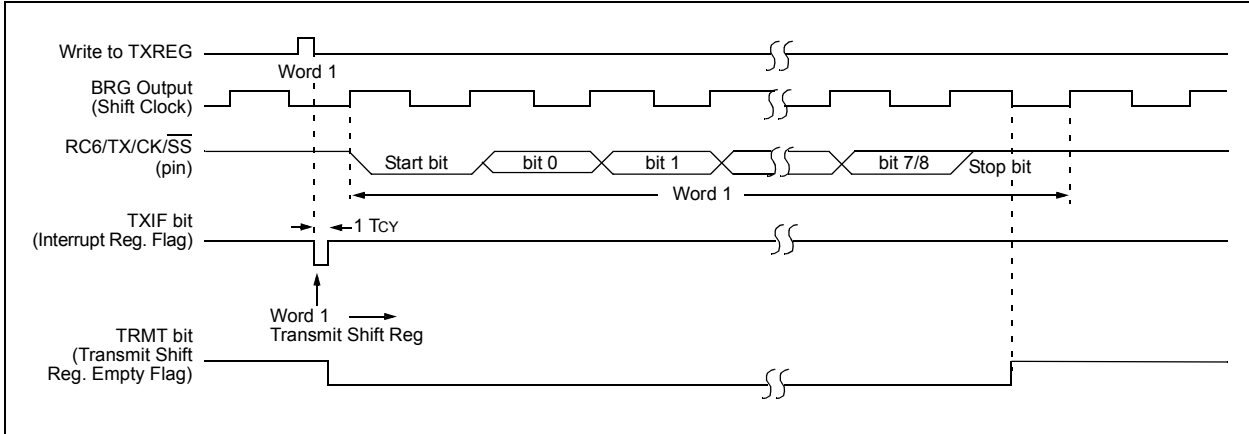 Write to TXREG
Word 1
BRG Output
(Shift Clock)
RC6/TX/CK/SS
(pin)
Start bit
bit 0
bit 1
bit 7/8
Stop bit
Word 1
TXIF bit
(Interrupt Reg. Flag)
1 TCY
Word 1
Transmit Shift Reg
TRMT bit
(Transmit Shift
Reg. Empty Flag)